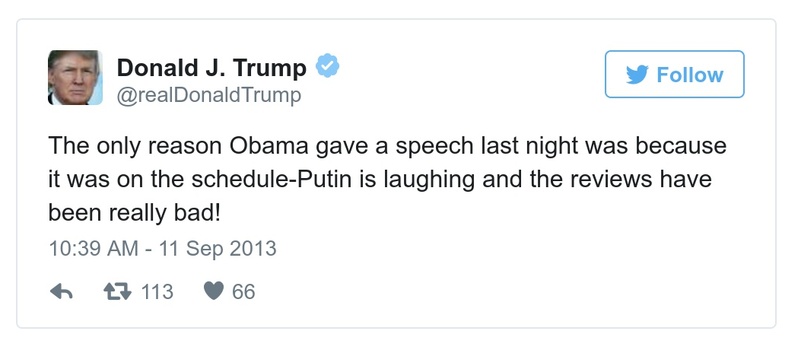 Donald J. Trump
@realDonaldTrump
Follow
The only reason Obama gave a speech last night was because
it was on the schedule-Putin is laughing and the reviews have
been really bad!
10:39 AM - 11 Sep 2013
113 66